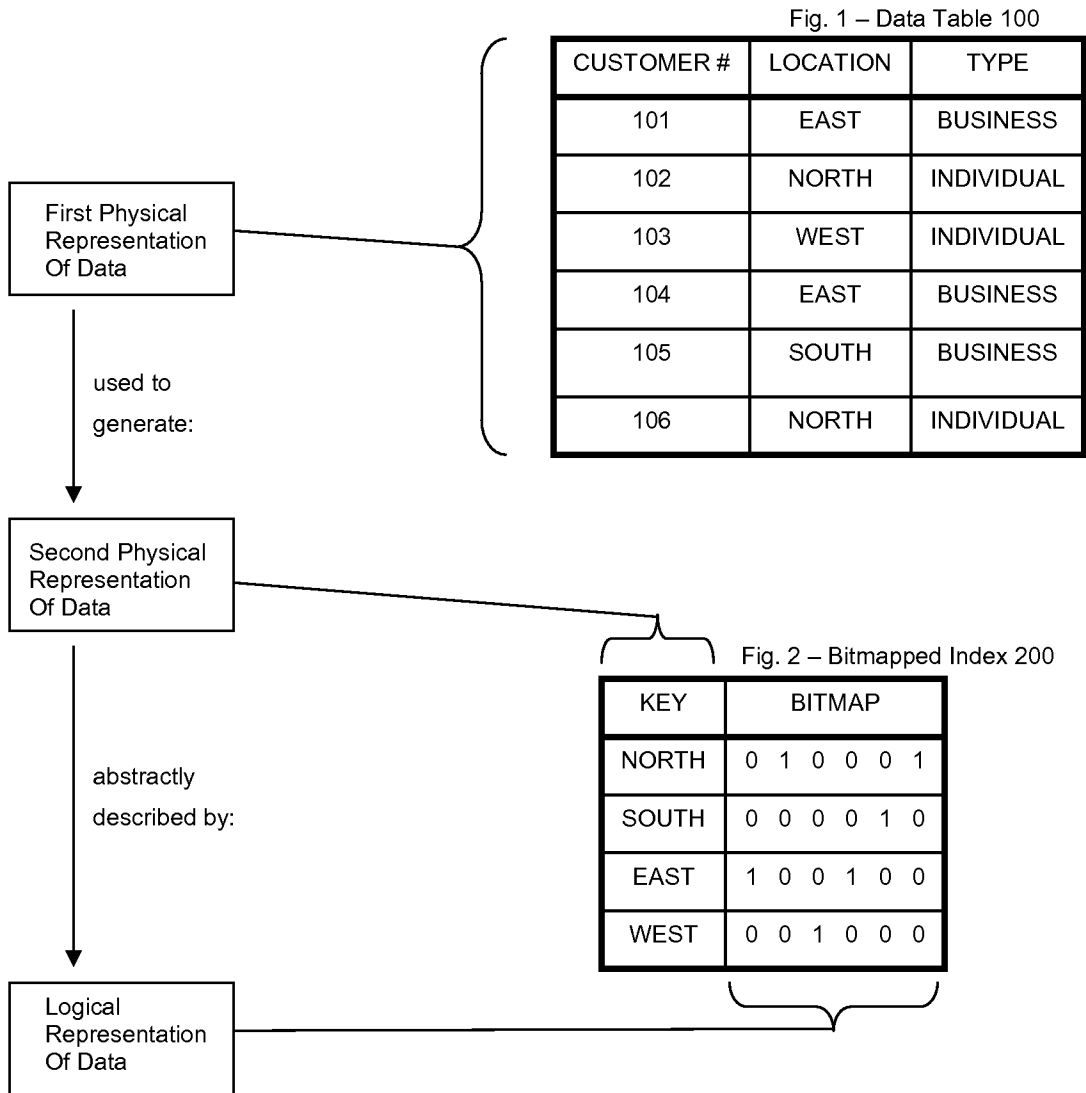 Fig. 1 – Data Table 100
CUSTOMER # LOCATION TYPE
101 EAST BUSINESS
102 NORTH INDIVIDUAL
103 WEST INDIVIDUAL
104 EAST BUSINESS
105 SOUTH BUSINESS
106 NORTH INDIVIDUAL
First Physical
Representation
Of Data
used to
generate:
Second Physical
Representation
Of Data
Fig. 2 – Bitmapped Index 200
KEY BITMAP
NORTH 0 1 0 0 0 1
SOUTH 0 0 0 0 1 0
EAST 1 0 0 1 0 0
WEST 0 0 1 0 0 0
abstractly
described by:
Logical
Representation
Of Data